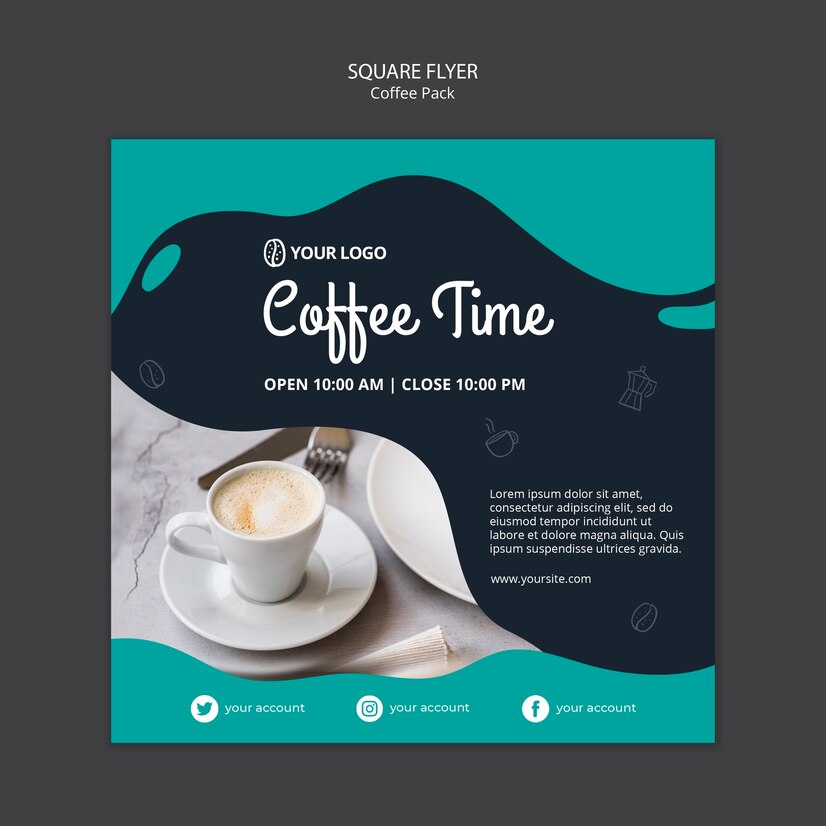 SQUARE FLYER
Coffee Pack
YOUR LOGO
Coffee Time
OPEN 10:00 AM | CLOSE 10:00 PM
Lorem ipsum dolor sit amet,
consectetur adipiscing elit, sed do
eiusmod tempor incididunt ut
labore et dolore magna aliqua. Quis
ipsum suspendisse ultrices gravida.
www.yoursite.com
your account
your account
your account